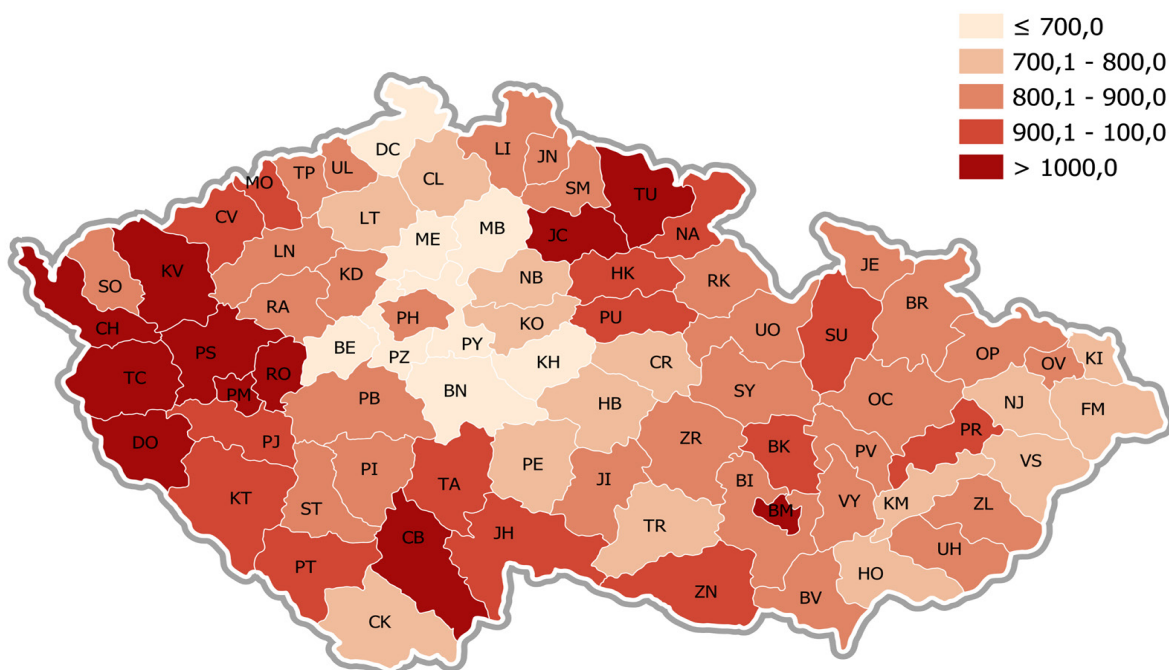 ≤ 700,0
700,1 - 800,0
800,1 - 900,0
900,1 - 100,0
> 1000,0
DC
LI
JN
MO
TP
UL
CL
SM
TU
CV
LT
ME
MB
JC
NA
LN
KV
SO
KD
NB
HK
RK
JE
RA
BR
CH
PH
KO
PU
UO
SU
PS
BE
PZ
PY
KH
CR
OP
OV
KI
TC
PM
RO
PB
BN
HB
SY
OC
NJ
FM
DO
PJ
ZR
BK
PV
PR
VS
KT
PI
TA
PE
JI
BI
ST
VY
KM
ZL
CB
JH
TR
BM
UH
PT
ZN
BV
HO
CK